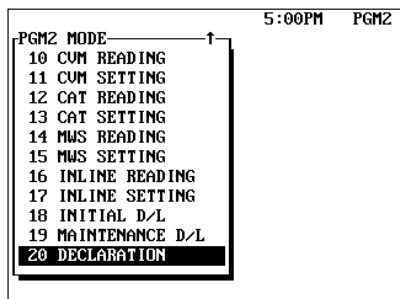 5:00PM PGM2
PGM2 MODE ↑
10 CVM READING
11 CVM SETTING
12 CAT READING
13 CAT SETTING
14 MWS READING
15 MWS SETTING
16 INLINE READING
17 INLINE SETTING
18 INITIAL D/L
19 MAINTENANCE D/L
20 DECLARATION